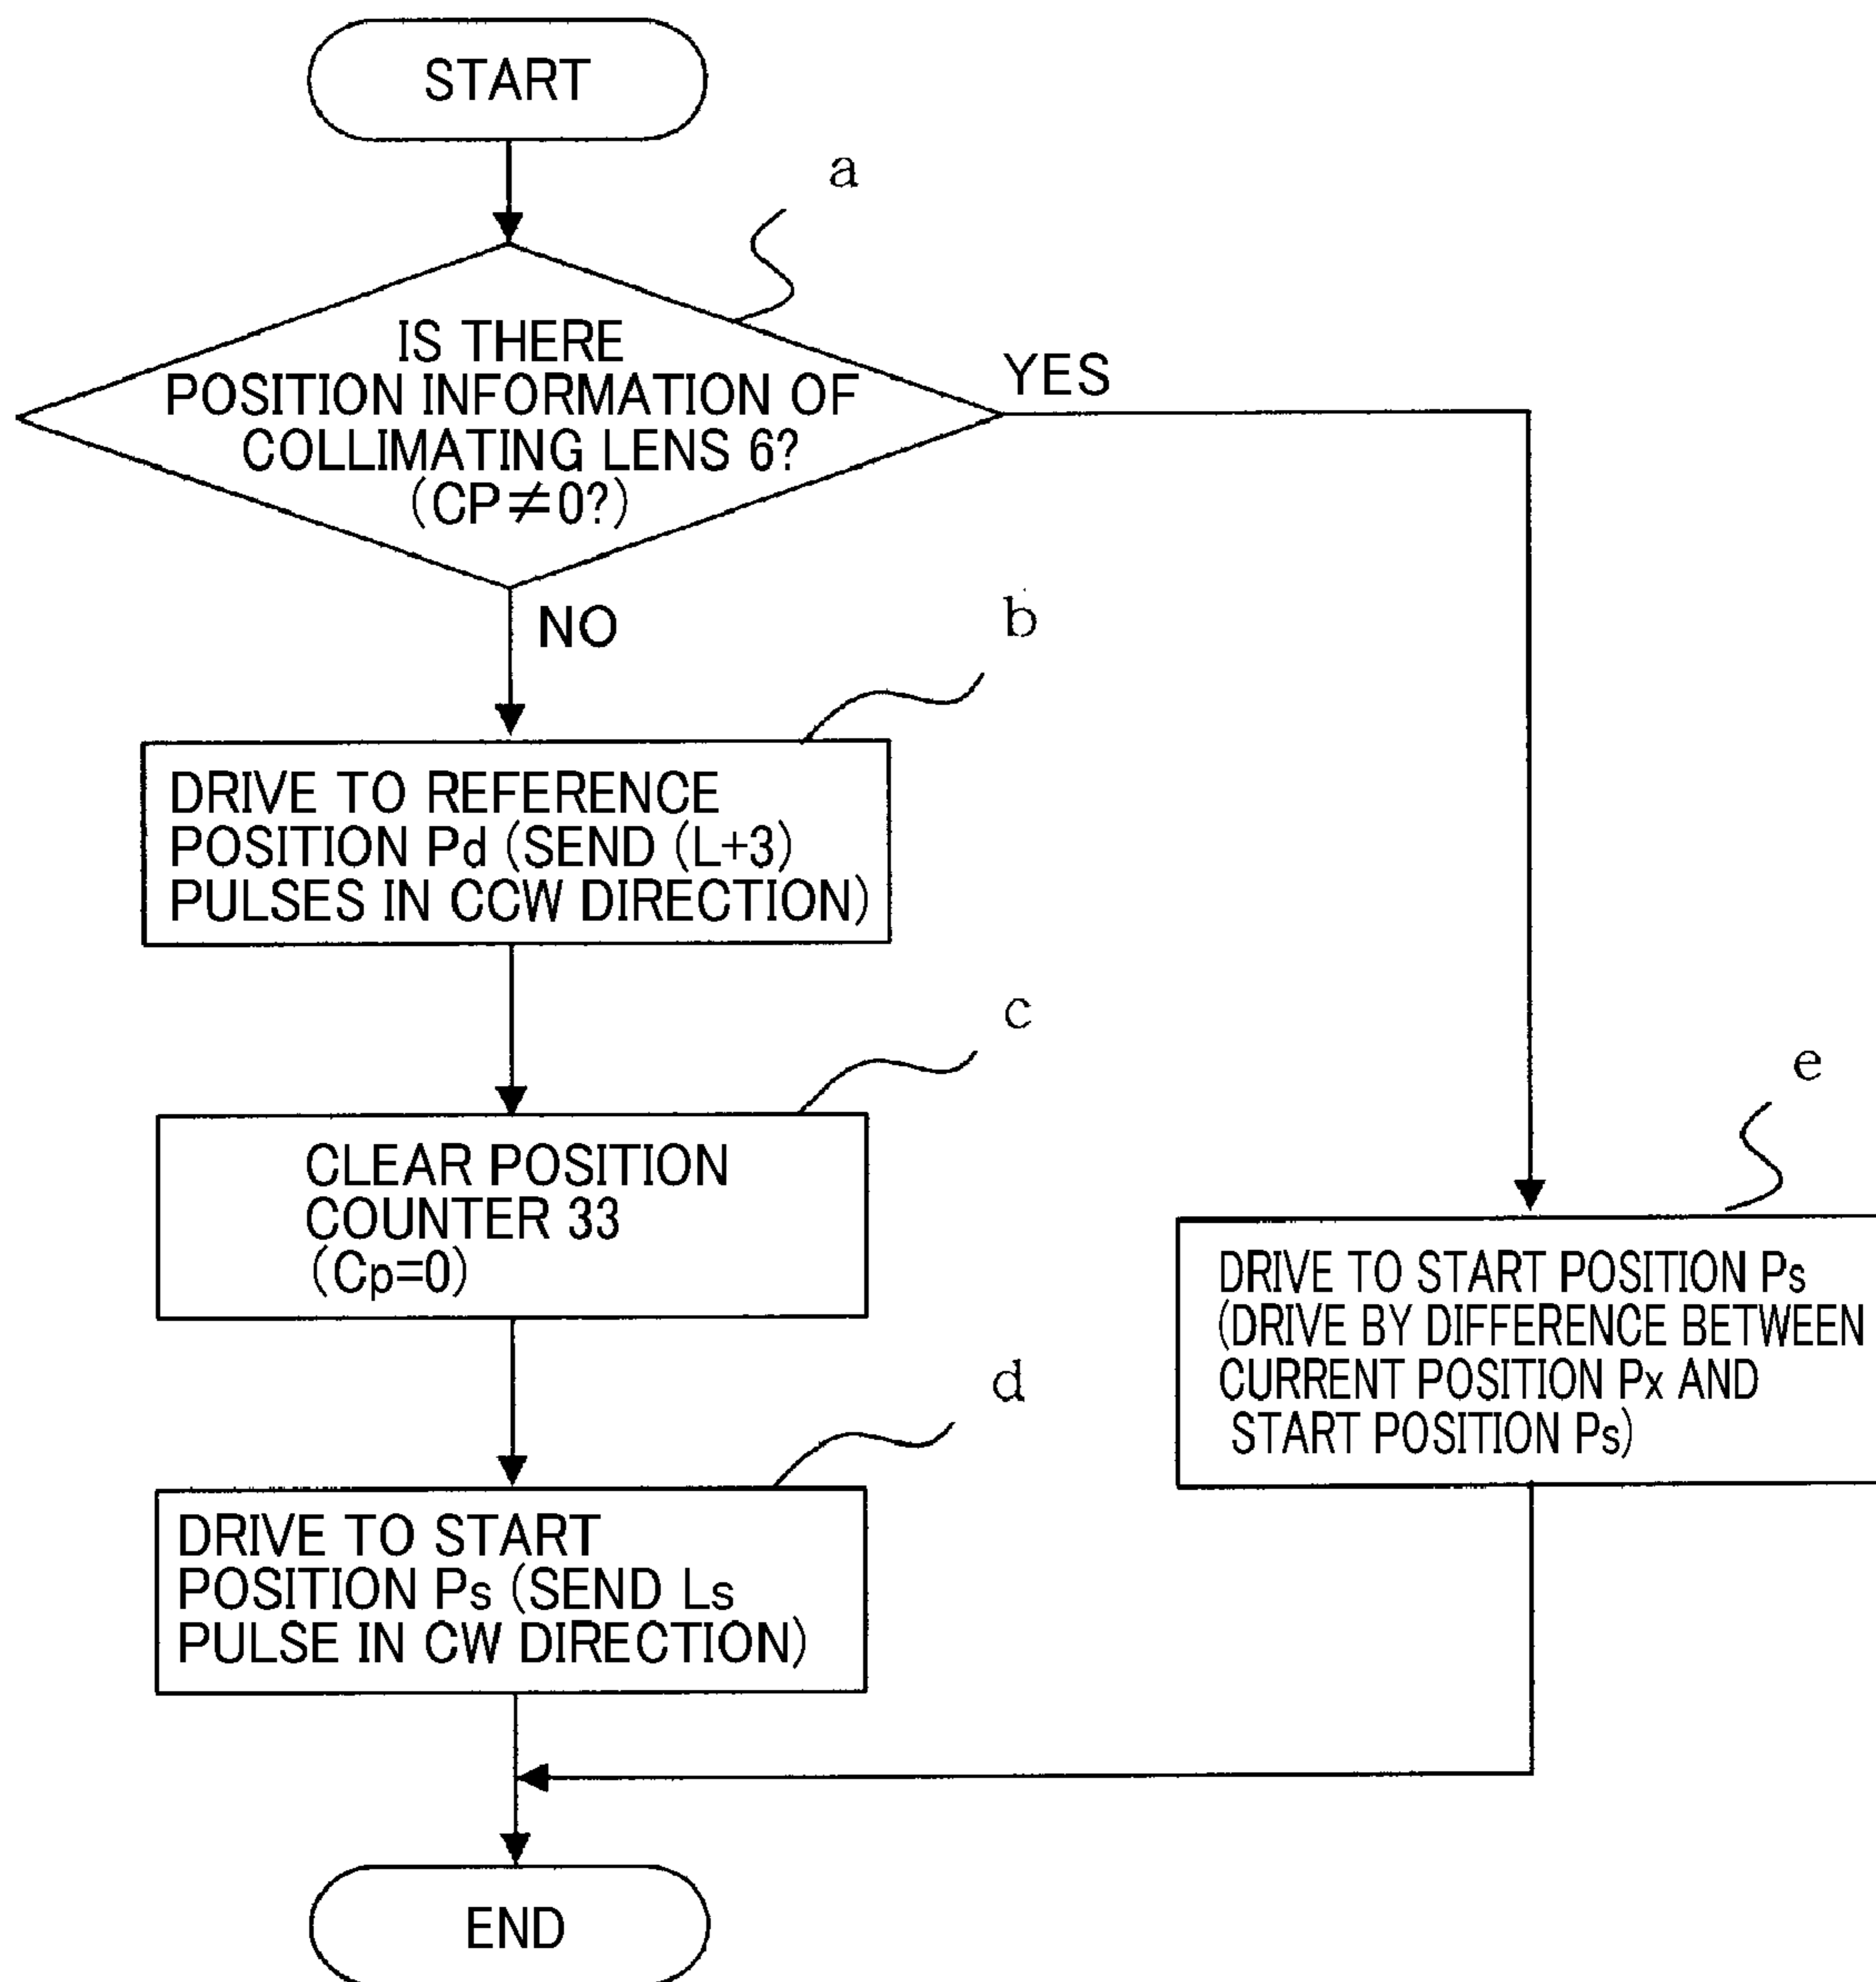 START
a
IS THERE
POSITION INFORMATION OF
COLLIMATING LENS 6?
(CP≠0?)
YES
NO
b
DRIVE TO REFERENCE
POSITION Pd (SEND (L+3)
PULSES IN CCW DIRECTION)
c
CLEAR POSITION
COUNTER 33
(Cp=0)
e
DRIVE TO START POSITION Ps
(DRIVE BY DIFFERENCE BETWEEN
CURRENT POSITION Px AND
START POSITION Ps)
d
DRIVE TO START
POSITION Ps (SEND Ls
PULSE IN CW DIRECTION)
END